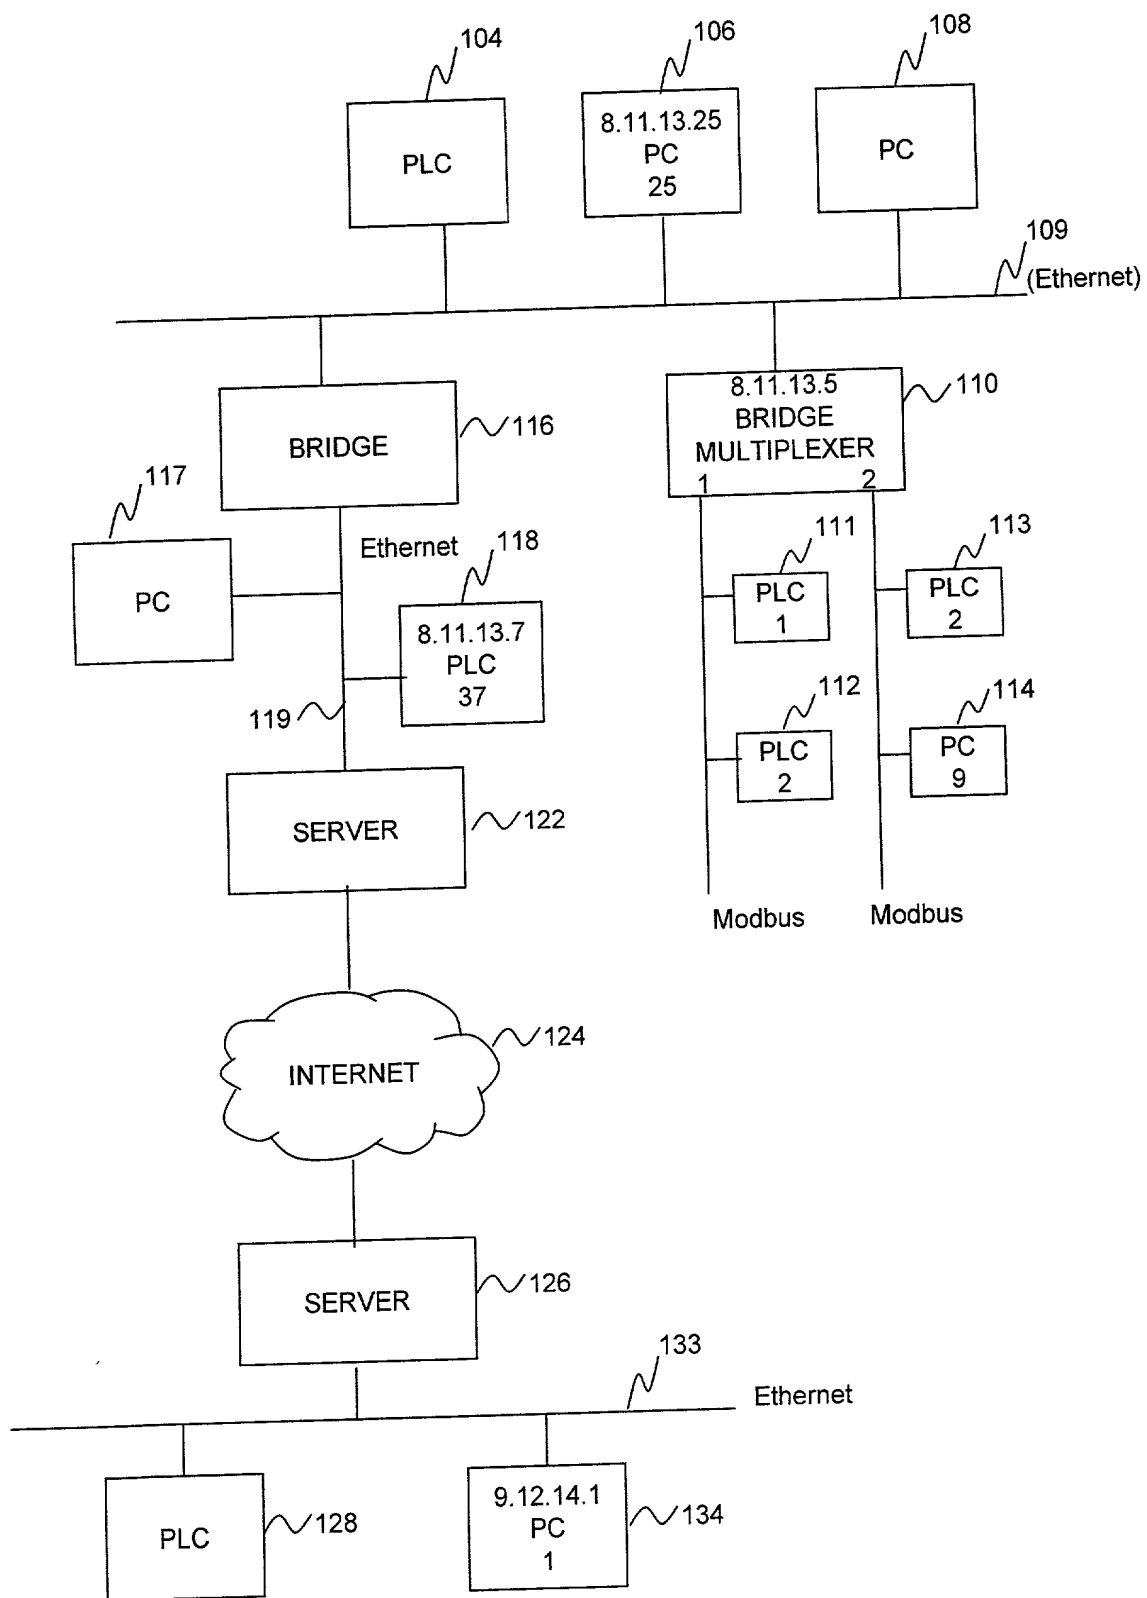 104
106
108
PLC
8.11.13.25
PC
25
PC
109
(Ethernet)
BRIDGE
116
8.11.13.5
BRIDGE
MULTIPLEXER
1 2
110
117
PC
Ethernet
118
8.11.13.7
PLC
37
119
111
PLC
1
113
PLC
2
112
PLC
2
114
PC
9
Modbus
Modbus
SERVER
122
INTERNET
124
SERVER
126
133
Ethernet
PLC
128
9.12.14.1
PC
1
134